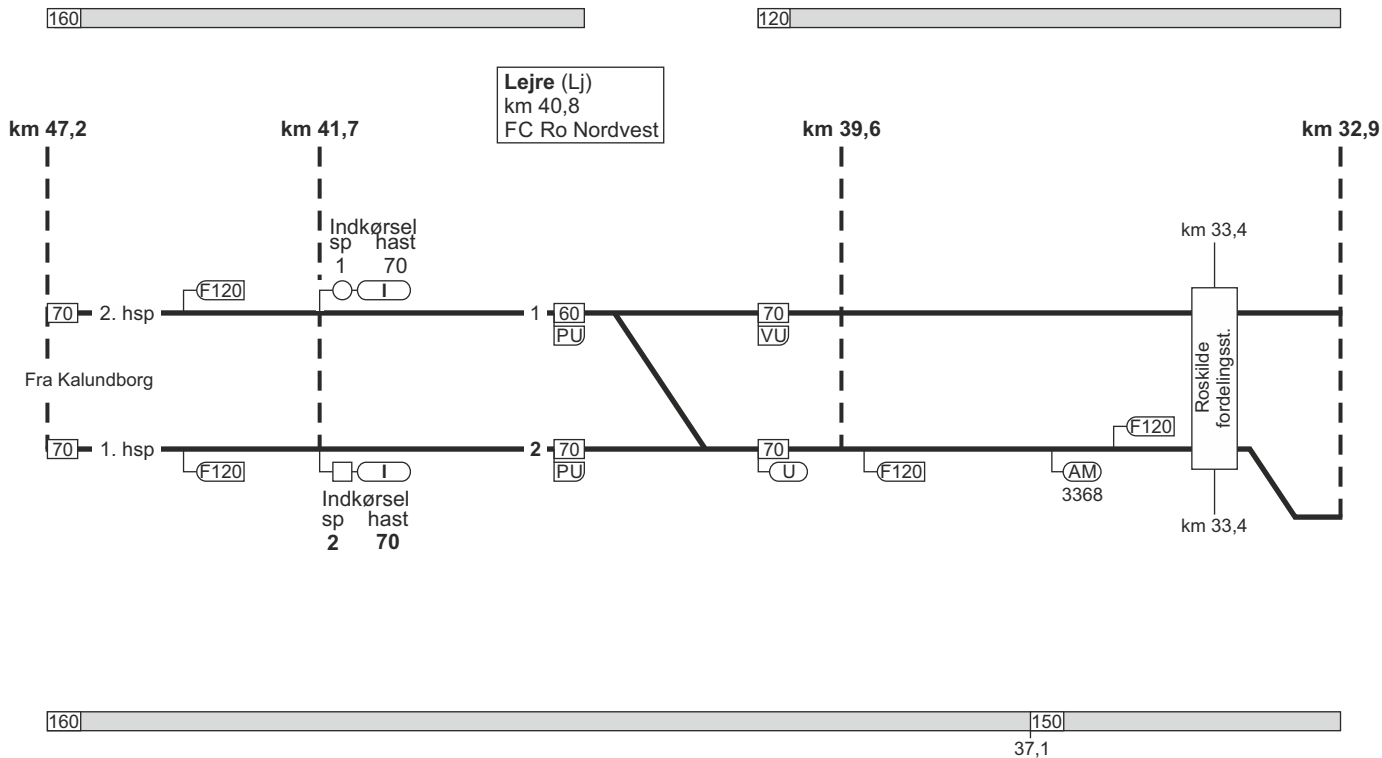 160
120
Lejre (Lj)
km 40,8
FC Ro Nordvest
km 47,2
km 41,7
km 39,6
km 32,9
Indkørsel
sp hast
1 70
km 33,4
F120
I
70
2. hsp
1
60
70
PU
VU
Roskilde
fordelingsst.
Fra Kalundborg
F120
70
1. hsp
2
70
70
F120
I
PU
U
F120
AM
3368
Indkørsel
sp hast
2 70
km 33,4
160
150
37,1